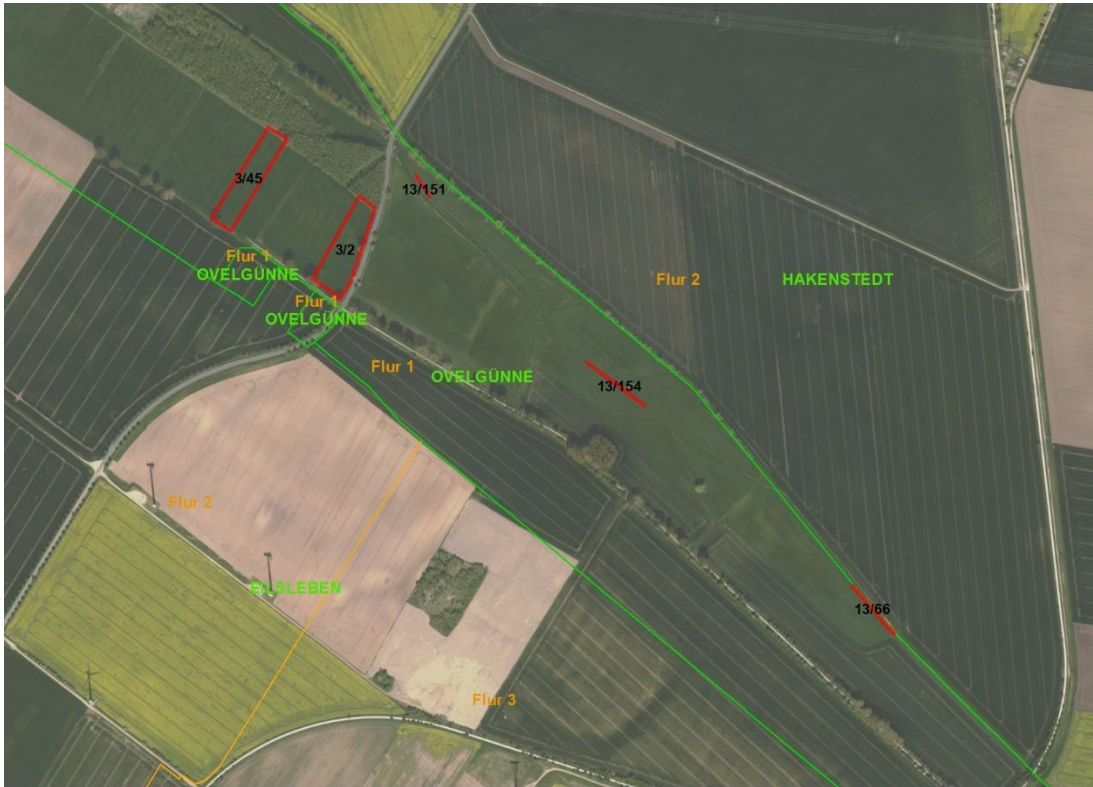 3/45
13/151
3/2
Flur 1
OVELGÜNNE
Flur 2
HAKENSTEDT
Flur 1
OVELGÜNNE
Flur 1
OVELGÜNNE
13/154
Flur 2
EILSLEBEN
13/66
Flur 3